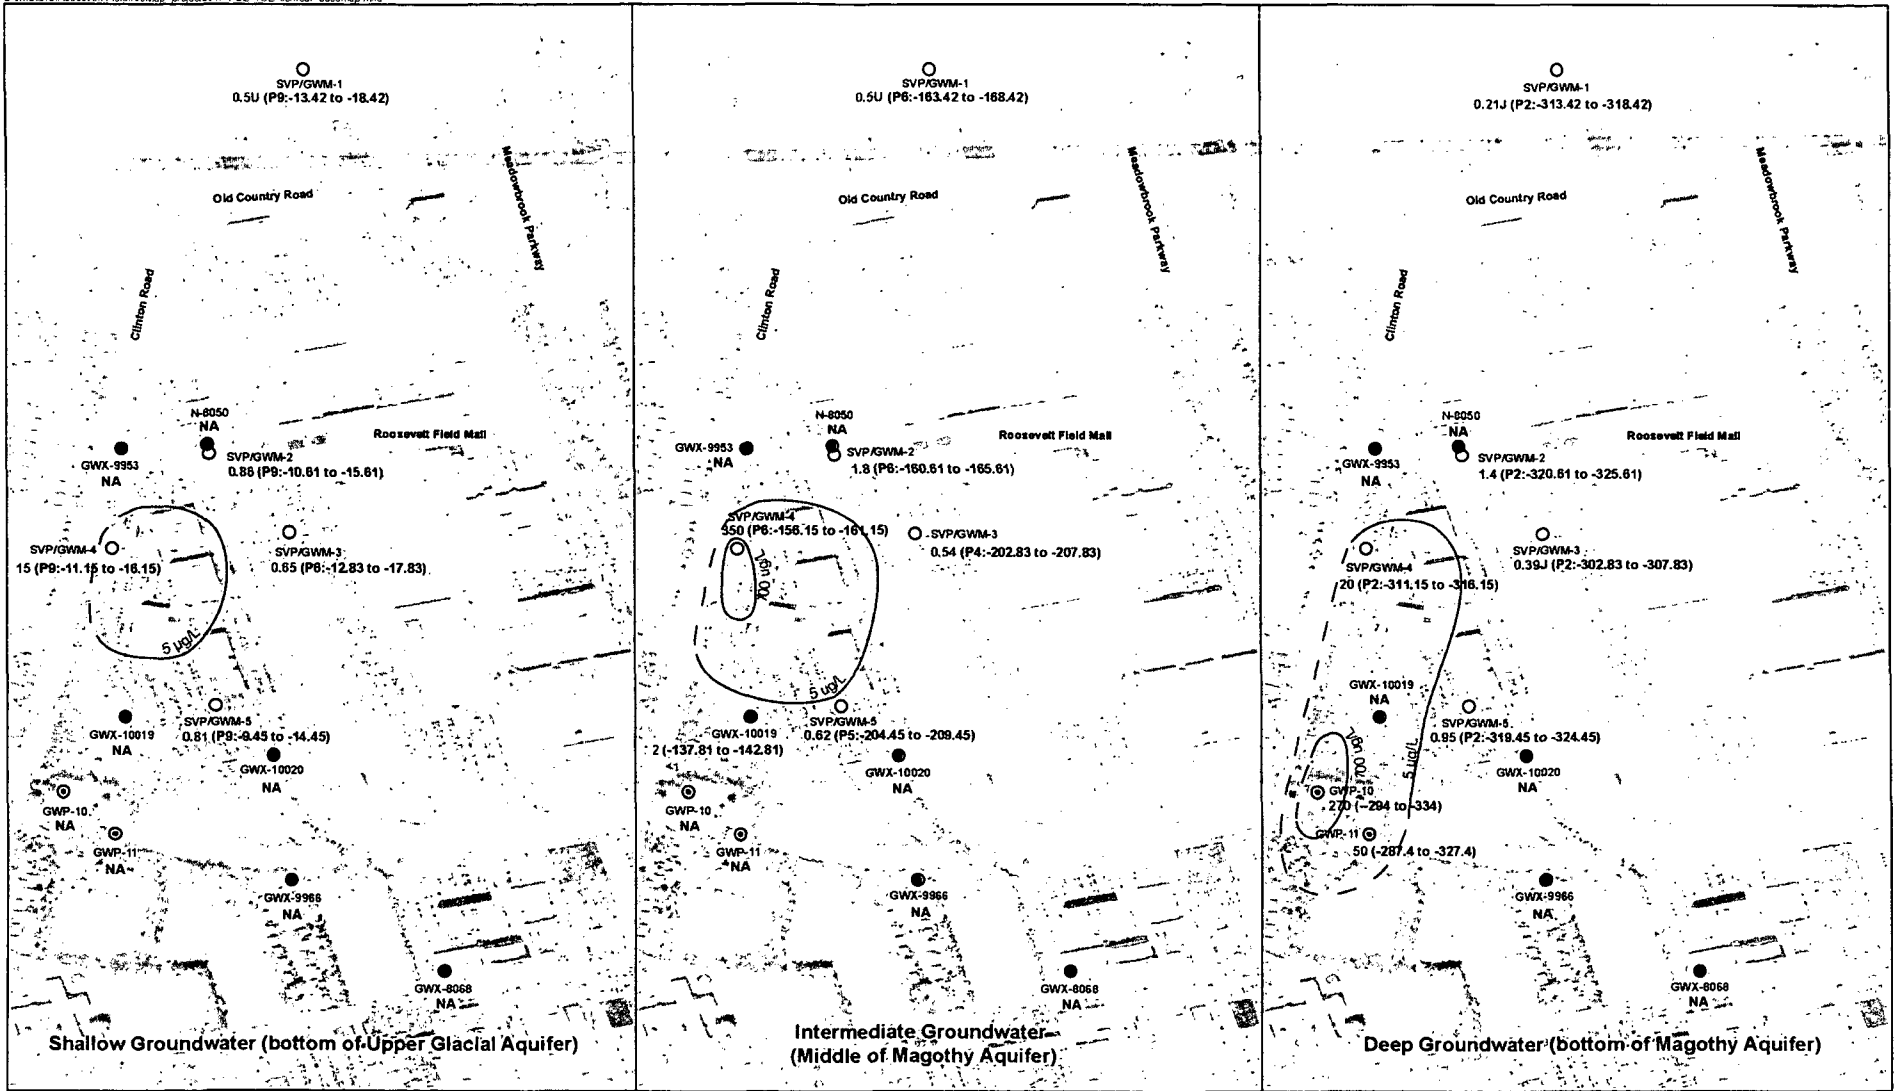 SVP/GWM-1
0.5U (P9:-13.42 to -18.42)
Old Country Road
Meadowbrook Parkway
Clinton Road
N-8050
NA
Roosevelt Field Mall
GWX-9953
NA
SVP/GWM-2
0.86 (P9:-10.61 to -15.61)
SVP/GWM-4
15 (P9:-11.15 to -16.15)
SVP/GWM-3
0.65 (P6:-12.83 to -17.83)
5 µg/L
GWX-10019
NA
SVP/GWM-5
0.81 (P9:-9.45 to -14.45)
GWX-10020
NA
GWP-10
NA
GWP-11
NA
GWX-9966
NA
GWX-8068
NA
Shallow Groundwater (bottom of Upper Glacial Aquifer)
SVP/GWM-1
0.5U (P6:-163.42 to -168.42)
Old Country Road
Meadowbrook Parkway
Clinton Road
N-8050
NA
Roosevelt Field Mall
GWX-9953
NA
SVP/GWM-2
1.8 (P6:-160.61 to -165.61)
SVP/GWM-4
350 (P6:-156.15 to -161.15)
SVP/GWM-3
0.54 (P4:-202.83 to -207.83)
100 ug/L
5 ug/L
GWX-10019
2 (-137.81 to -142.81)
SVP/GWM-5
0.62 (P5:-204.45 to -209.45)
GWX-10020
NA
GWP-10
NA
GWP-11
NA
GWX-9966
NA
GWX-8068
NA
Intermediate Groundwater
(Middle of Magothy Aquifer)
SVP/GWM-1
0.21J (P2:-313.42 to -318.42)
Old Country Road
Meadowbrook Parkway
Clinton Road
N-8050
NA
Roosevelt Field Mall
GWX-9953
NA
SVP/GWM-2
1.4 (P2:-320.61 to -325.61)
SVP/GWM-4
20 (P2:-311.15 to -316.15)
SVP/GWM-3
0.39J (P2:-302.83 to -307.83)
GWX-10019
NA
SVP/GWM-5
0.95 (P2:-319.45 to -324.45)
100 ug/L
5 µg/L
GWX-10020
NA
GWP-10
270 (-294 to -334)
GWP-11
50 (-287.4 to -327.4)
GWX-9966
NA
GWX-8068
NA
Deep Groundwater (bottom of Magothy Aquifer)